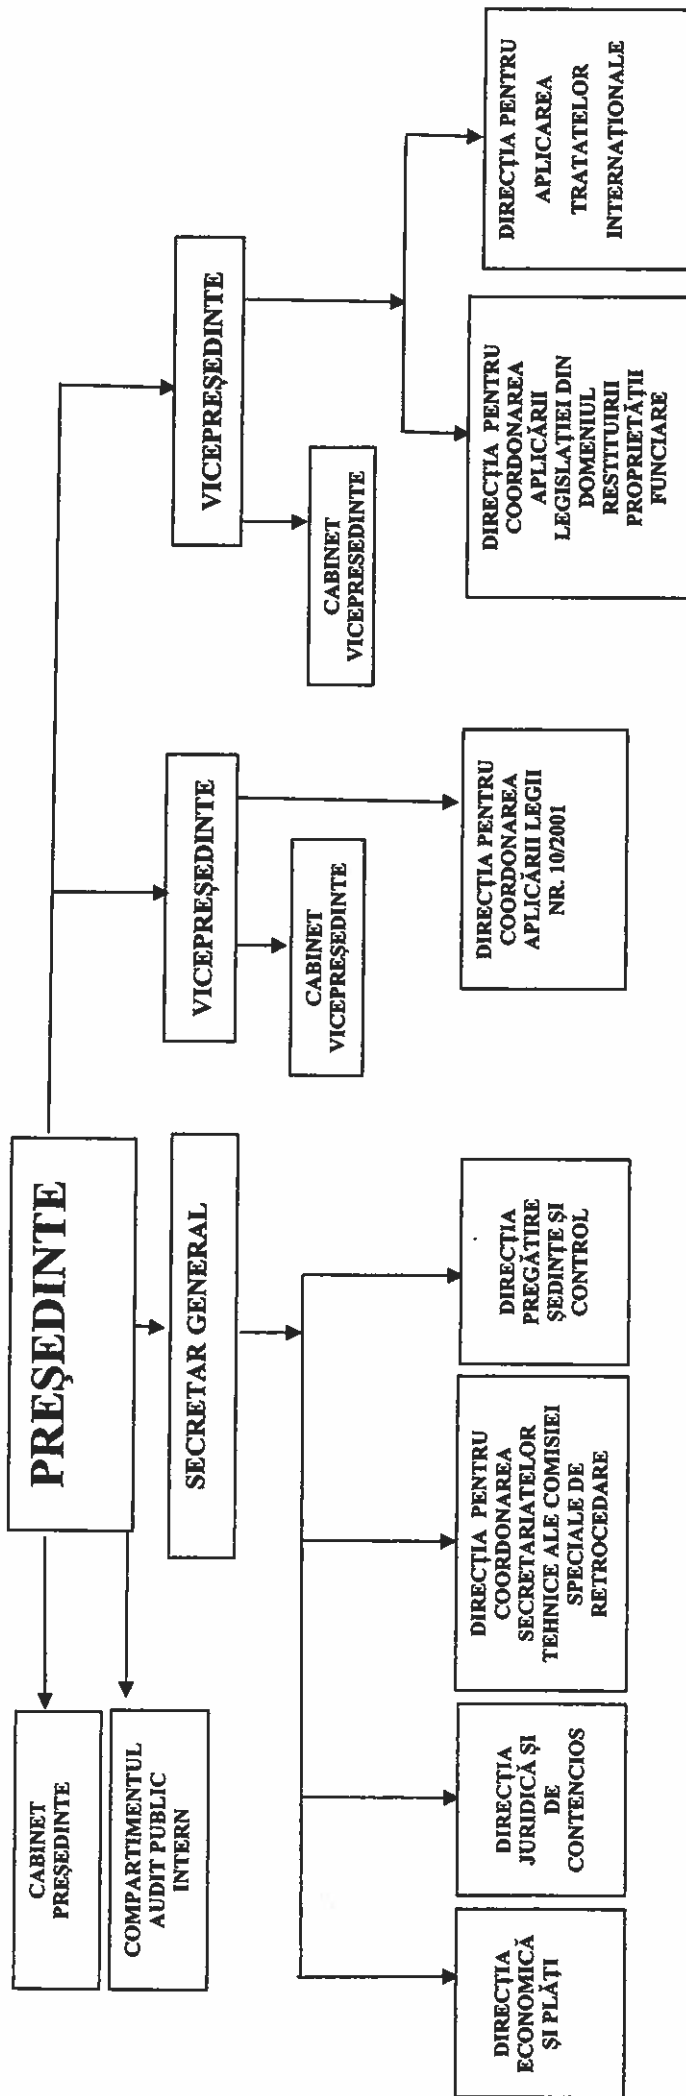 PREȘEDINTE
CABINET
PREȘEDINTE
COMPARTIMENTUL
AUDIT PUBLIC
INTERN
SECRETAR GENERAL
VICEPREȘEDINTE
VICEPREȘEDINTE
CABINET
VICEPREȘEDINTE
CABINET
VICEPREȘEDINTE
DIRECȚIA
ECONOMICĂ
ȘI PLĂȚI
DIRECȚIA
JURIDICĂ ȘI
DE
CONTENCIOS
DIRECȚIA PENTRU
COORDONAREA
SECRETARIATELOR
TEHNICE ALE COMISIEI
SPECIALE DE
RETROCEDARE
DIRECȚIA
PREGĂTIRE
ȘEDINȚE ȘI
CONTROL
DIRECȚIA PENTRU
COORDONAREA
APLICĂRII LEGII
NR. 10/2001
DIRECȚIA PENTRU
COORDONAREA
APLICĂRII
LEGISLAȚIEI DIN
DOMENIUL
RESTITUIRII
PROPRIETĂȚII
FUNCIARE
DIRECȚIA PENTRU
APLICAREA
TRATATELOR
INTERNAȚIONALE